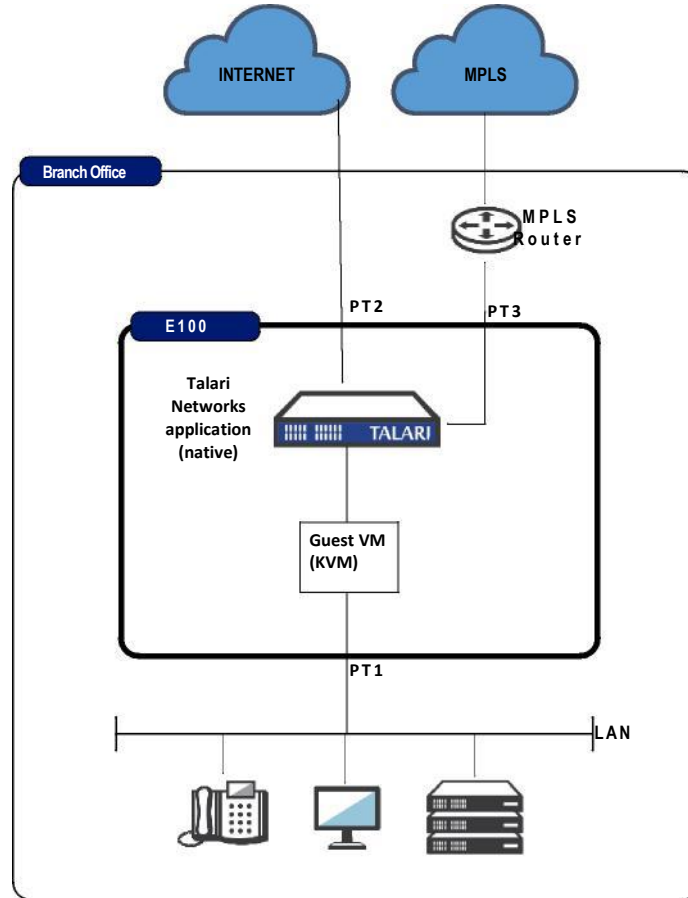 INTERNET
MPLS
Branch Office
MPLS
Router
PT2
PT3
E100
Talari
Networks
application
(native)
TALARI
Guest VM
(KVM)
PT1
LAN